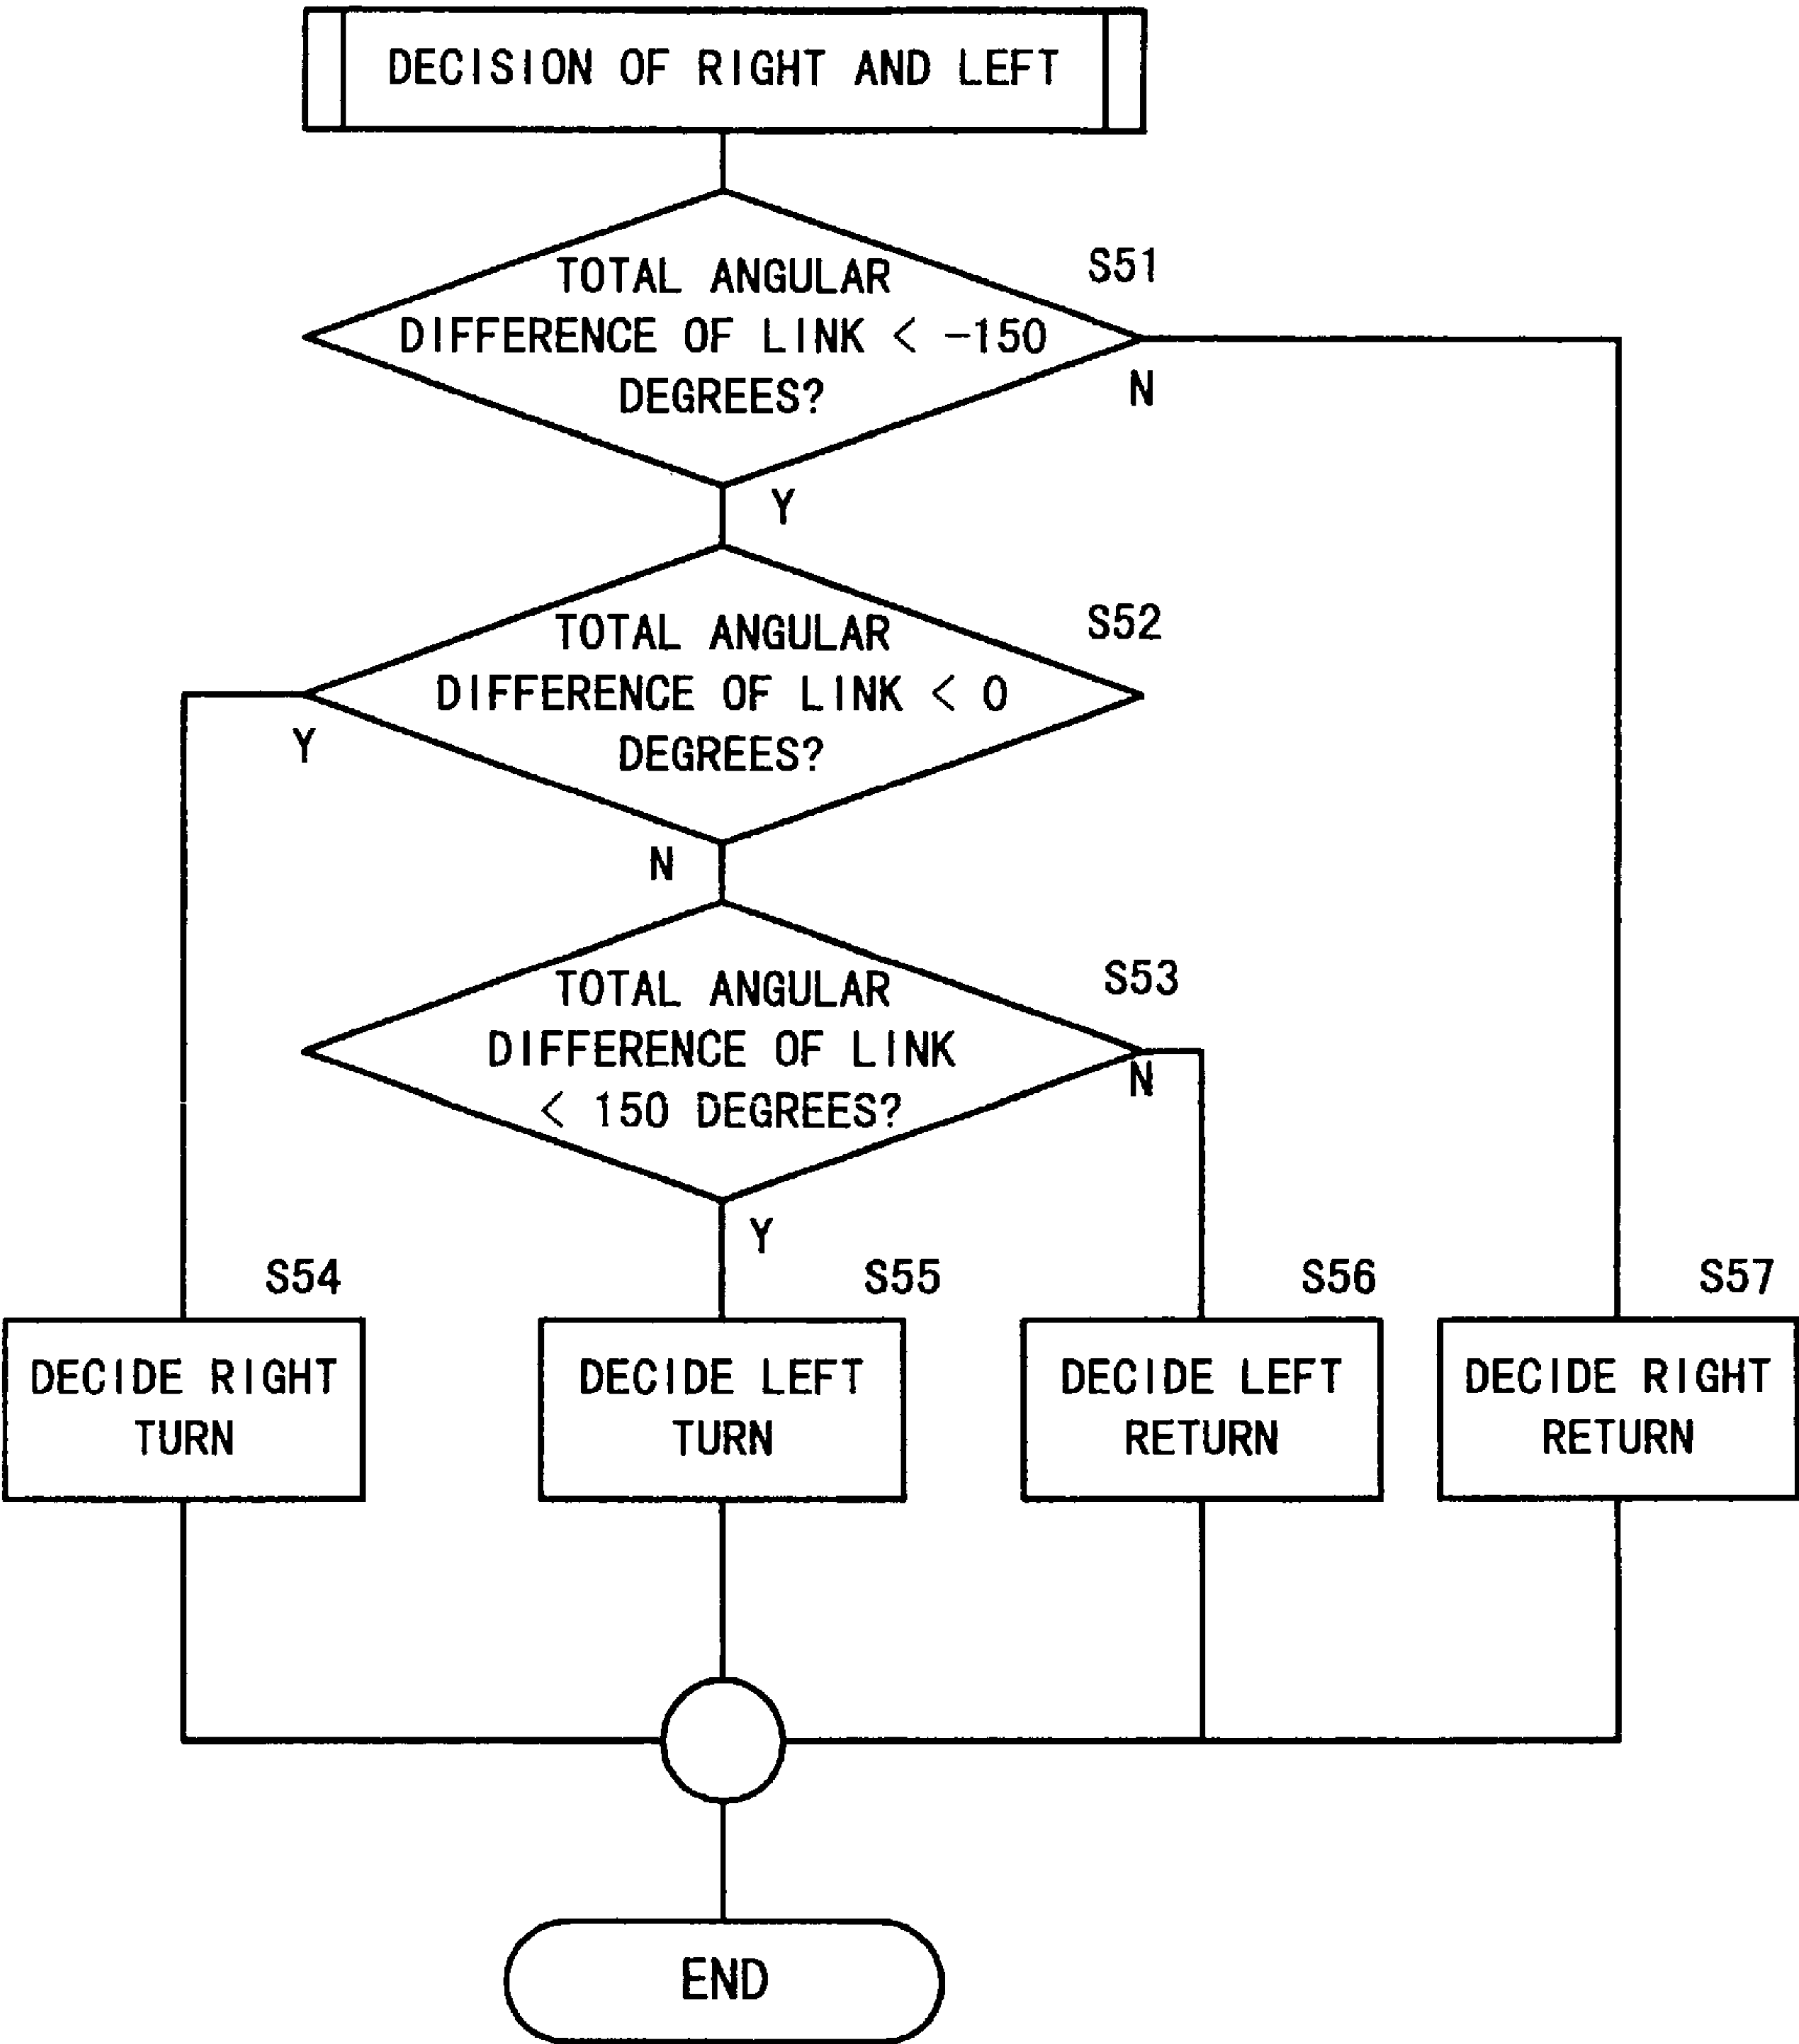 DECISION OF RIGHT AND LEFT
S51
TOTAL ANGULAR
DIFFERENCE OF LINK < -150
DEGREES?
N
Y
S52
TOTAL ANGULAR
DIFFERENCE OF LINK < 0
DEGREES?
Y
N
S53
TOTAL ANGULAR
DIFFERENCE OF LINK
< 150 DEGREES?
N
Y
S54
DECIDE RIGHT
TURN
S55
DECIDE LEFT
TURN
S56
DECIDE LEFT
RETURN
S57
DECIDE RIGHT
RETURN
END